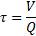 τ = V/Q